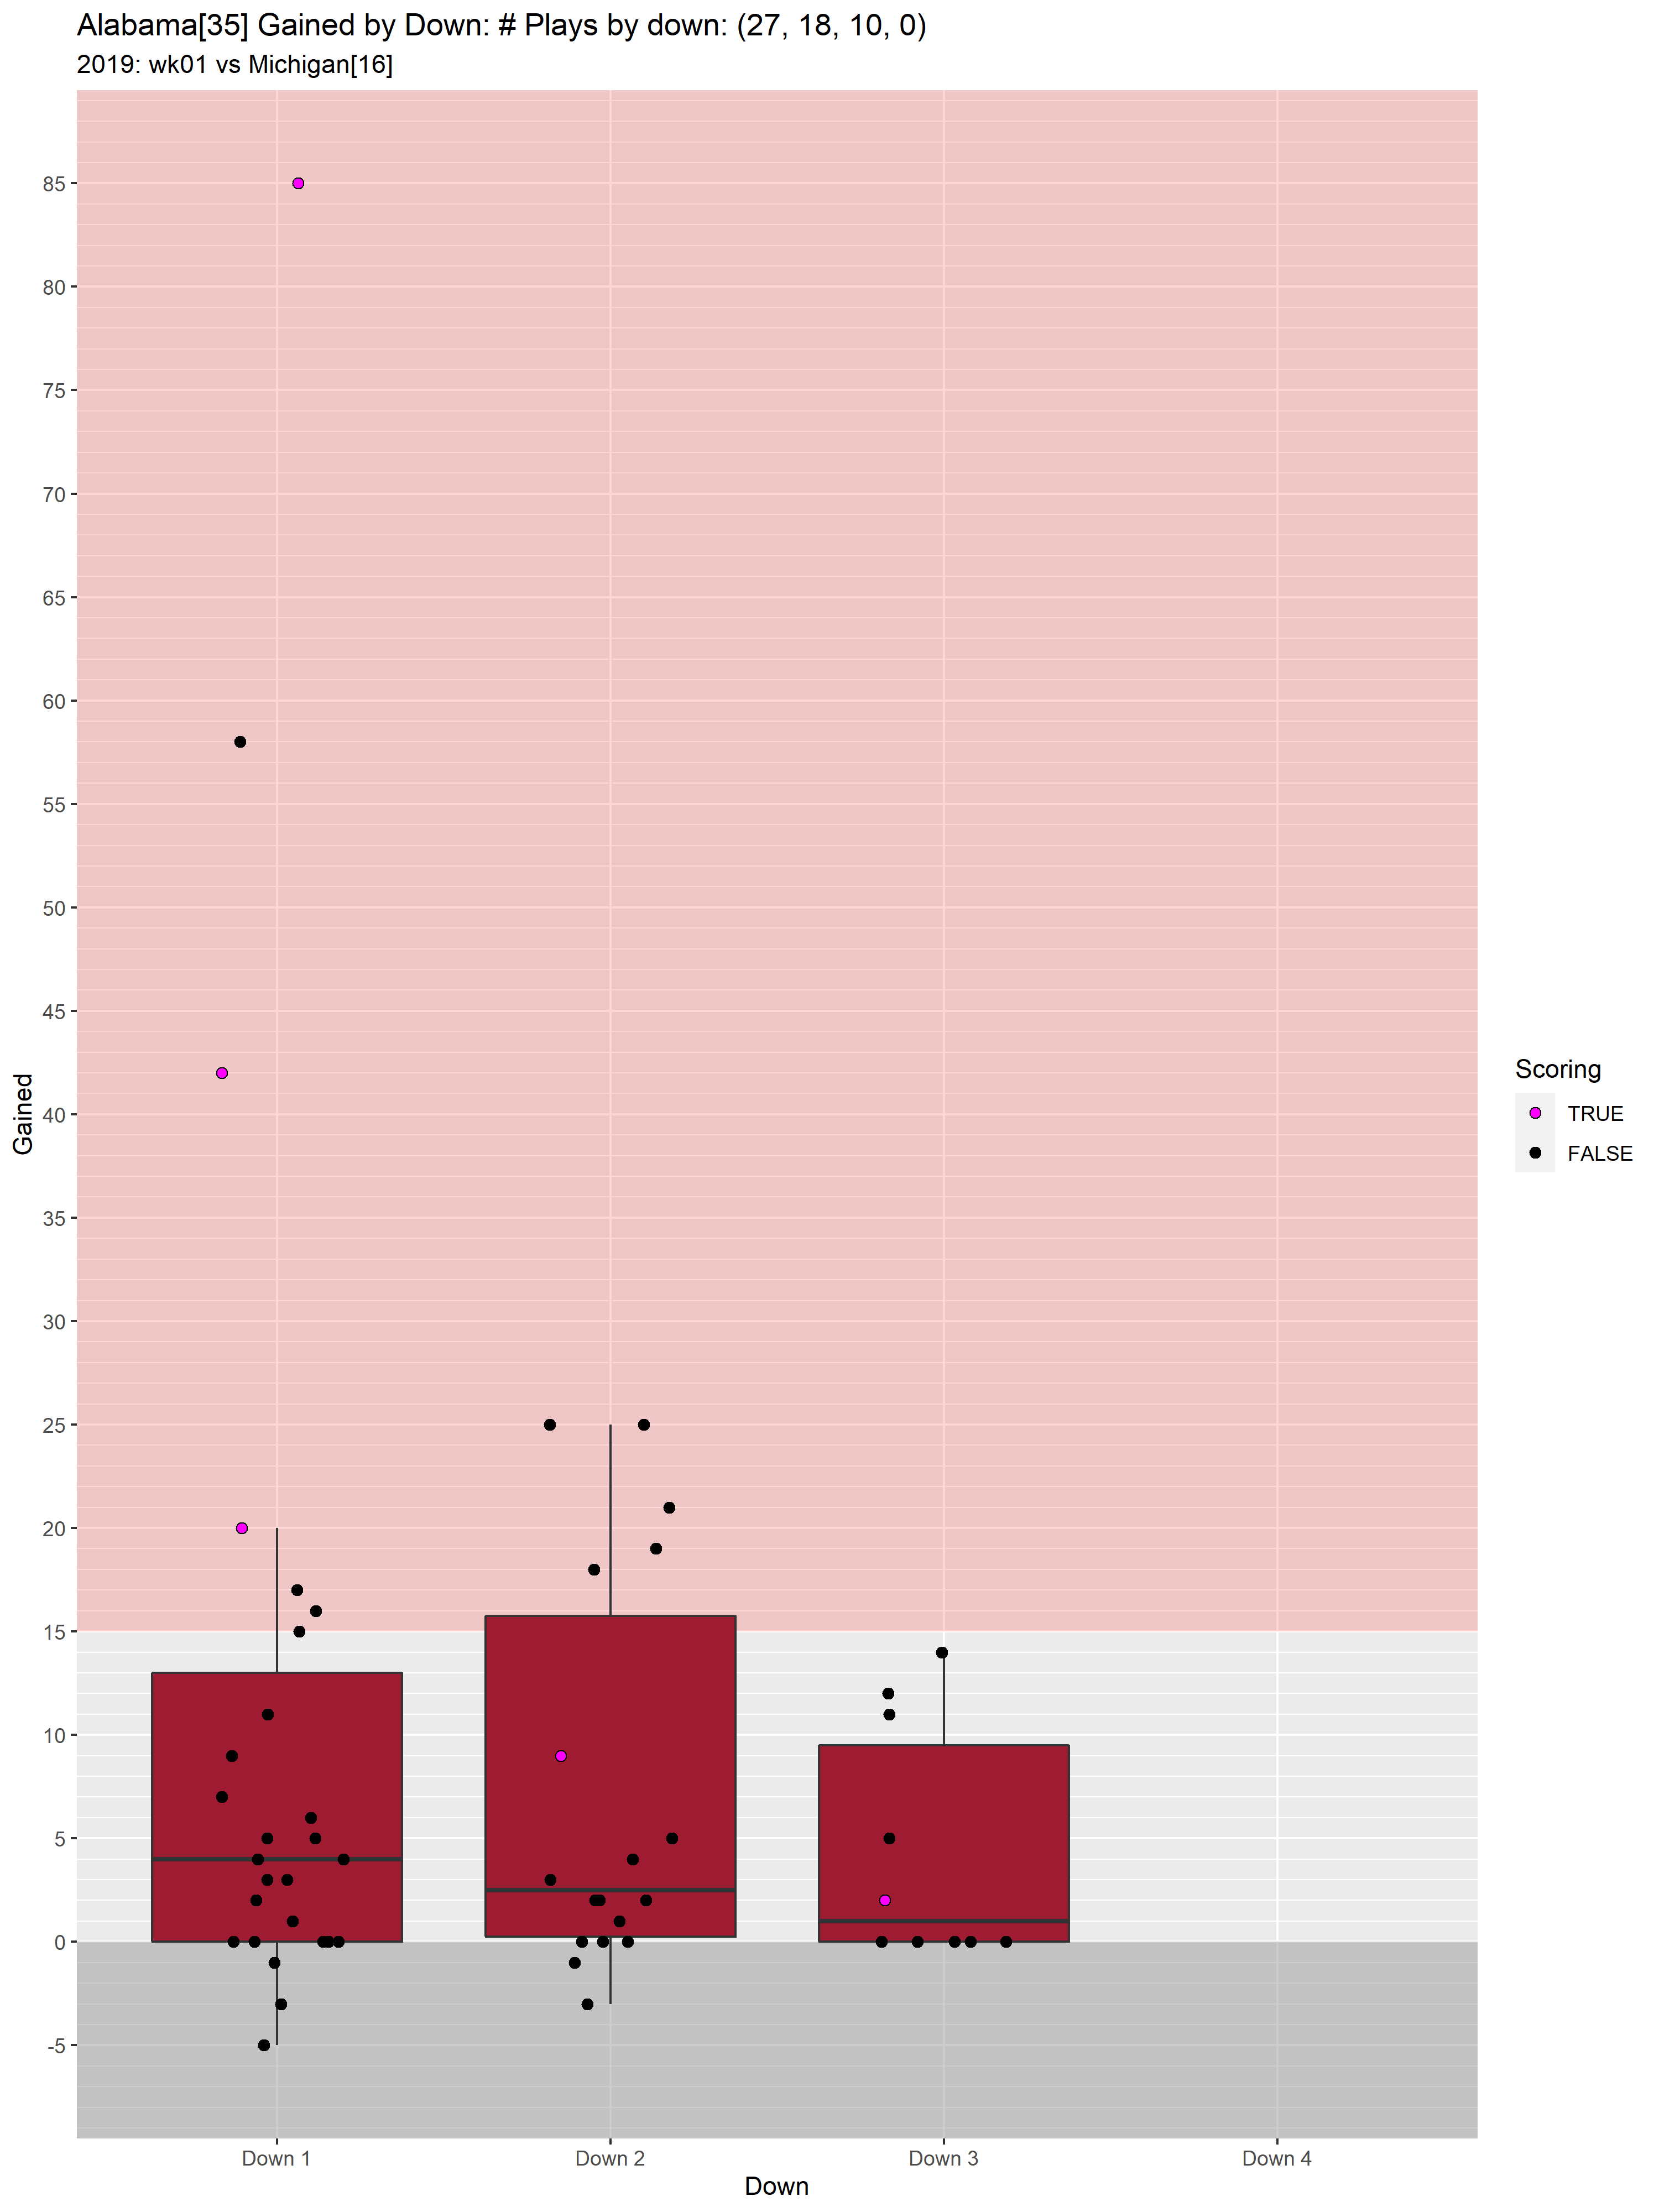 Alabama[35] Gained by Down: # Plays by down: (27, 18, 10, 0)
2019: wk01 vs Michigan[16]
Gained
85
80
75
70
65
60
55
50
45
40
35
30
25
20
15
10
5
0
-5
Down 1 Down 2 Down 3 Down 4
Down
Scoring
TRUE
FALSE